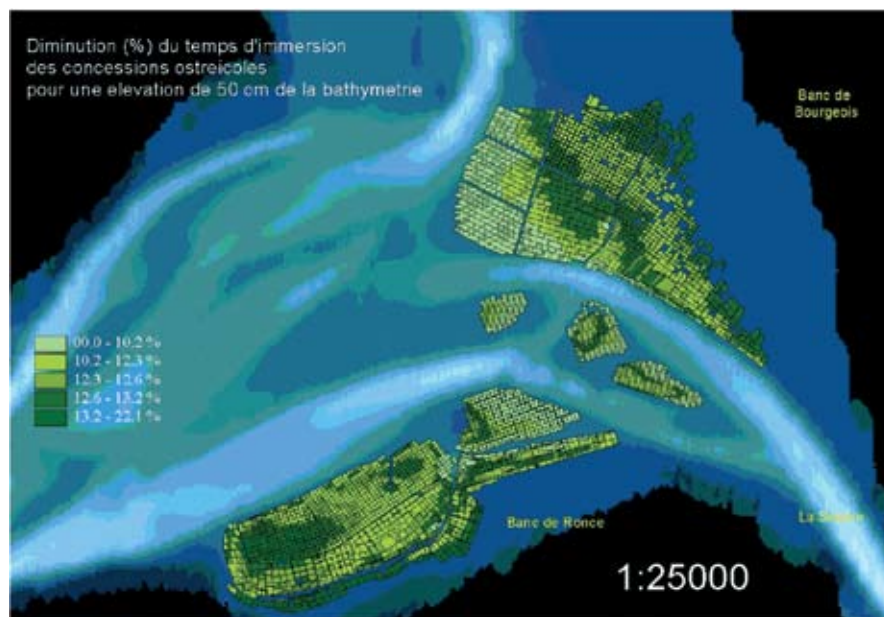 Diminution (%) du temps d'immersion
des concessions ostreicoles
pour une elevation de 50 cm de la bathymetrie
Banc de
Bourgeois
00.0 - 10.2 %
10.2 - 12.3 %
12.3 - 12.6 %
12.6 - 13.2 %
13.2 - 22.1 %
Banc de Ronce
La
1:25000